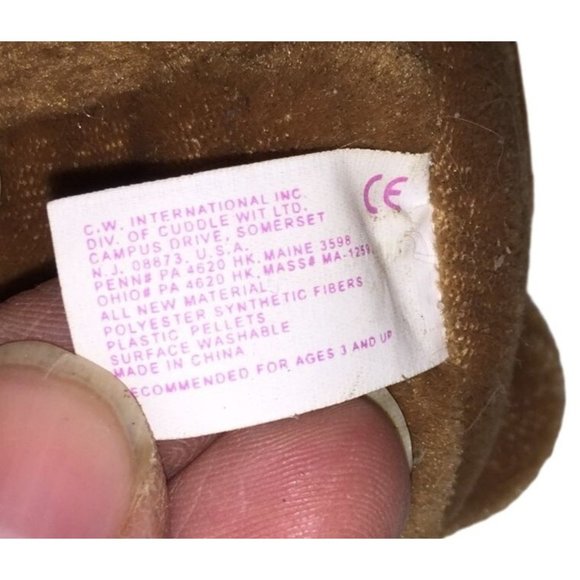 C.W. INTERNATIONAL INC.
DIV. OF CUDDLE WIT LTD.
CAMPUS DRIVE, SOMERSET
N.J. 08873, U.S.A.
PENN# PA 4620 HK, MAINE 3598
OHIO# PA 4620 HK, MASS# MA-1259
ALL NEW MATERIAL
POLYESTER SYNTHETIC FIBERS
PLASTIC PELLETS
SURFACE WASHABLE
MADE IN CHINA
RECOMMENDED FOR AGES 3 AND UP
CE